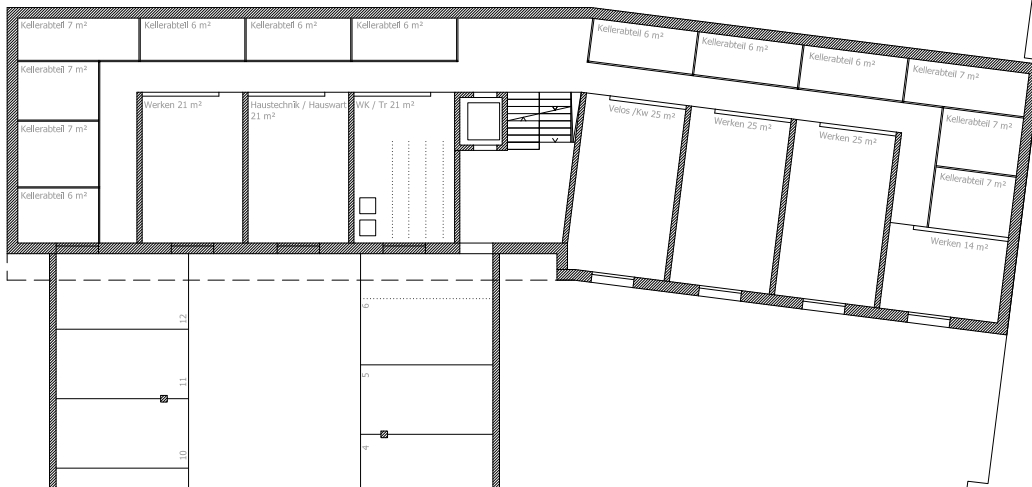 Kellerabteil 7 m²
Kellerabteil 6 m²
Kellerabteil 6 m²
Kellerabteil 6 m²
Kellerabteil 6 m²
Kellerabteil 6 m²
Kellerabteil 6 m²
Kellerabteil 7 m²
Kellerabteil 7 m²
Kellerabteil 7 m²
Kellerabteil 6 m²
Werken 21 m²
Haustechnik / Hauswart
21 m²
WK / Tr 21 m²
Velos /Kw 25 m²
Werken 25 m²
Werken 25 m²
Kellerabteil 7 m²
Kellerabteil 7 m²
Werken 14 m²
12
11
10
6
5
4